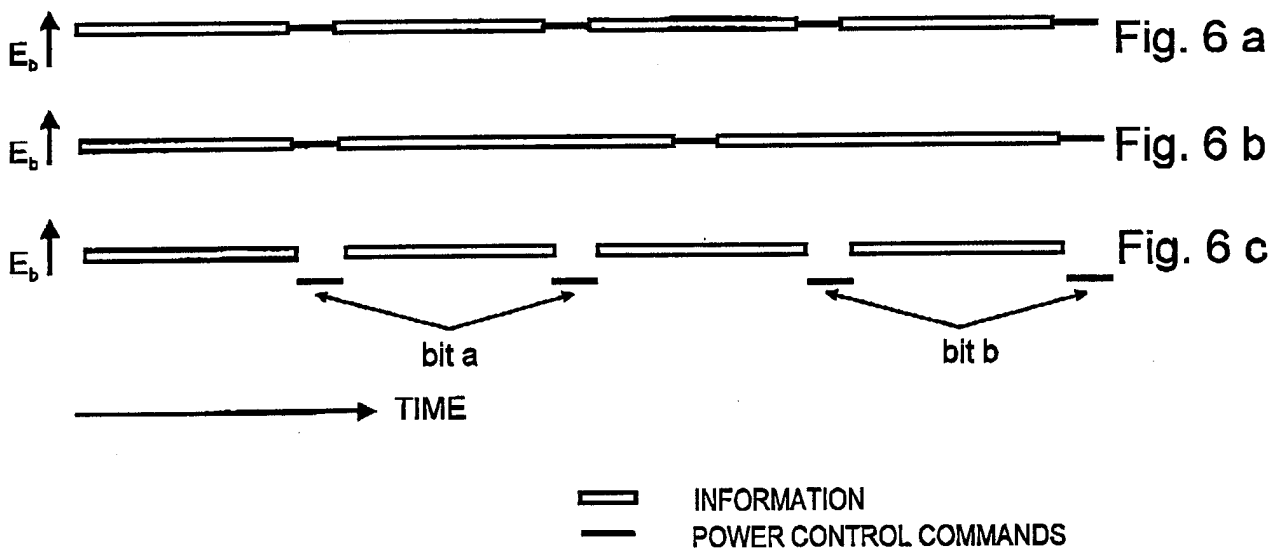 E_b Fig. 6 a
E_b Fig. 6 b
E_b Fig. 6 c
bit a bit b
TIME
INFORMATION
POWER CONTROL COMMANDS